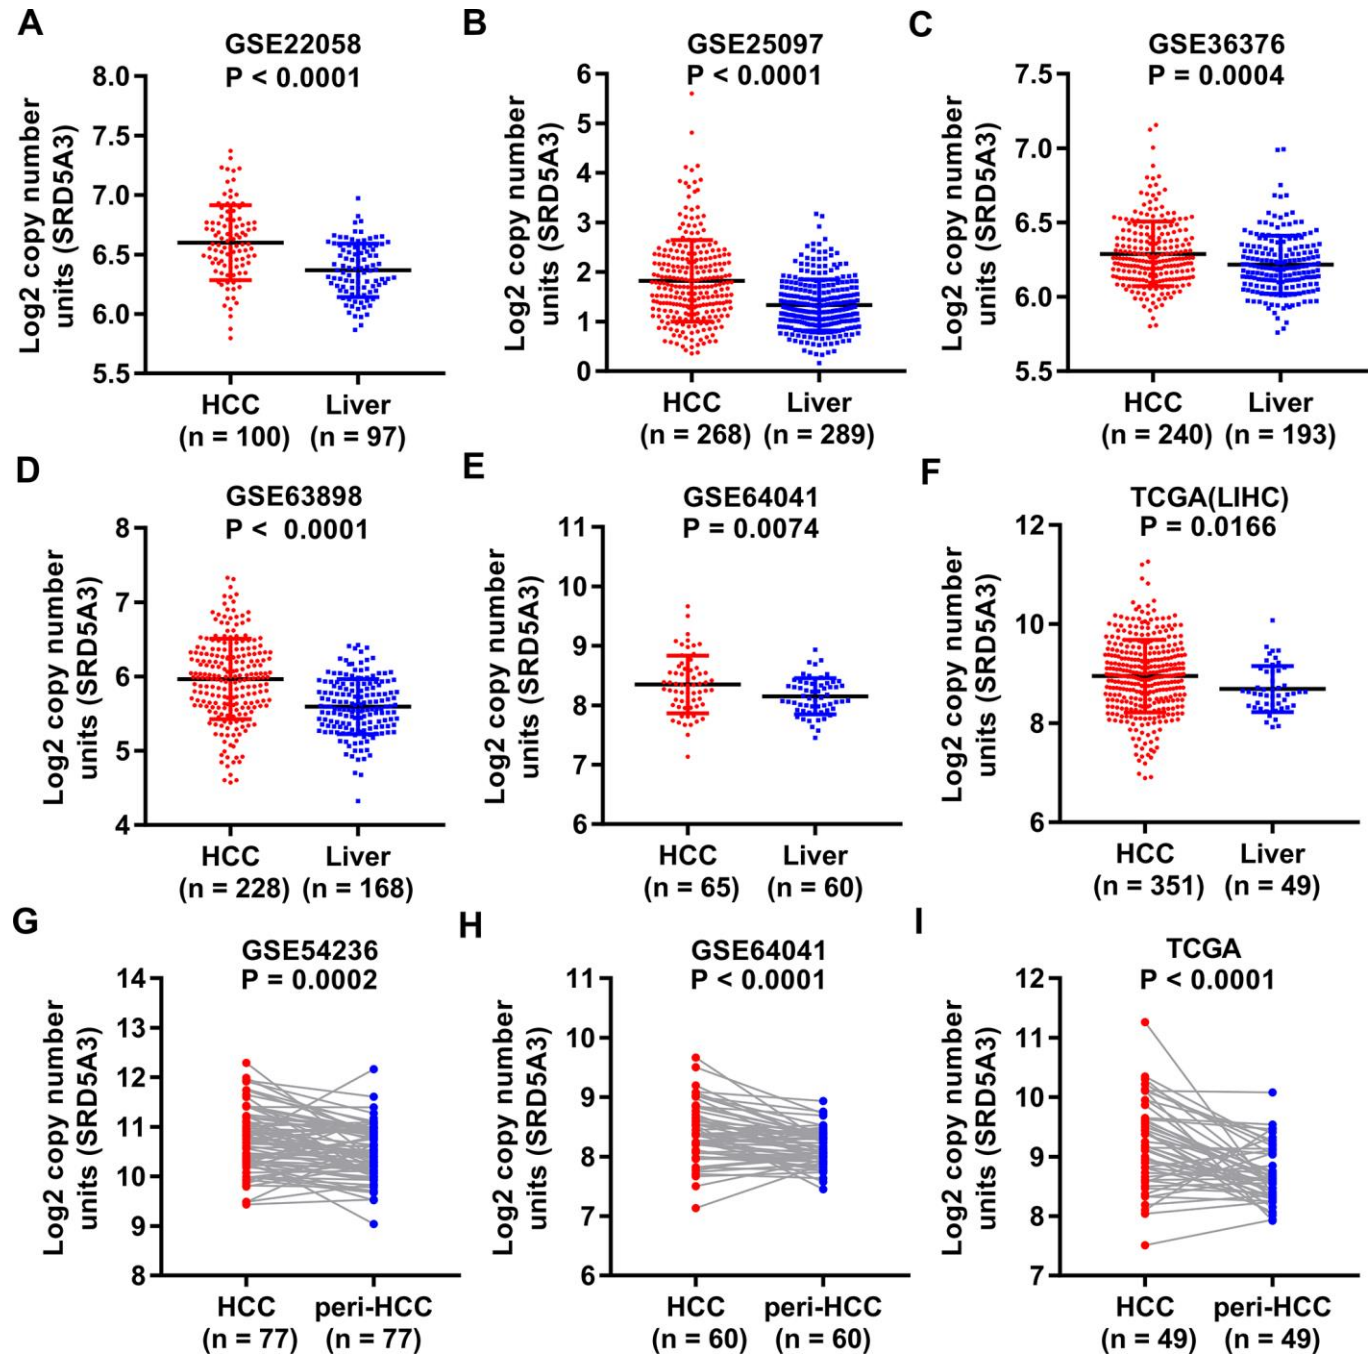 A
GSE22058
P < 0.0001
Log2 copy number
units (SRD5A3)
8.0
7.5
7.0
6.5
6.0
5.5
HCC
(n = 100)
Liver
(n = 97)
B
GSE25097
P < 0.0001
Log2 copy number
units (SRD5A3)
6
5
4
3
2
1
0
HCC
(n = 268)
Liver
(n = 289)
C
GSE36376
P = 0.0004
Log2 copy number
units (SRD5A3)
7.5
7.0
6.5
6.0
5.5
HCC
(n = 240)
Liver
(n = 193)
D
GSE63898
P < 0.0001
Log2 copy number
units (SRD5A3)
8
7
6
5
4
HCC
(n = 228)
Liver
(n = 168)
E
GSE64041
P = 0.0074
Log2 copy number
units (SRD5A3)
11
10
9
8
7
6
HCC
(n = 65)
Liver
(n = 60)
F
TCGA(LIHC)
P = 0.0166
Log2 copy number
units (SRD5A3)
12
10
8
6
HCC
(n = 351)
Liver
(n = 49)
G
GSE54236
P = 0.0002
Log2 copy number
units (SRD5A3)
14
13
12
11
10
9
8
HCC
(n = 77)
peri-HCC
(n = 77)
H
GSE64041
P < 0.0001
Log2 copy number
units (SRD5A3)
11
10
9
8
7
6
HCC
(n = 60)
peri-HCC
(n = 60)
I
TCGA
P < 0.0001
Log2 copy number
units (SRD5A3)
12
11
10
9
8
7
HCC
(n = 49)
peri-HCC
(n = 49)